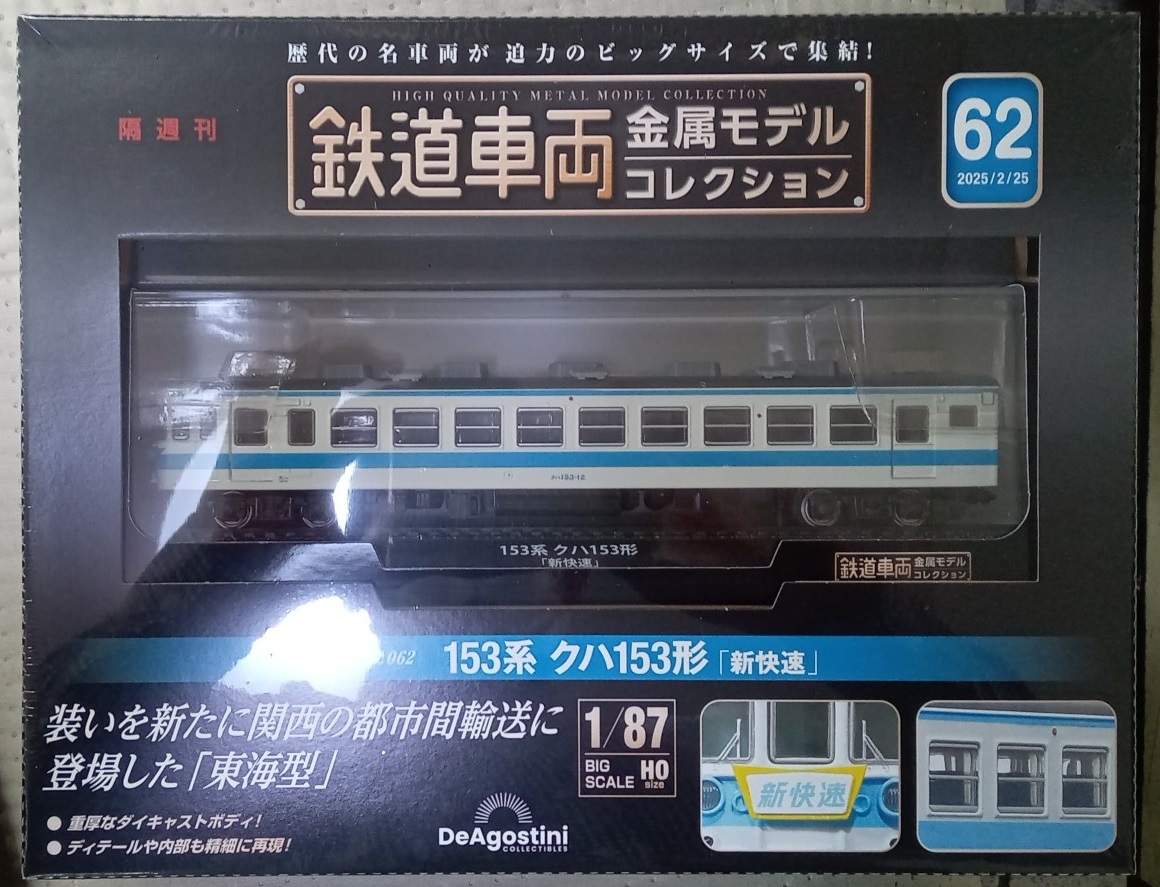 歴代の名車両が迫力のビッグサイズで集結!
HIGH QUALITY METAL MODEL COLLECTION
隔週刊
鉄道車両
金属モデル
コレクション
62
2025/2/25
クハ153-12
153系 クハ153形
「新快速」
鉄道車両
金属モデル
コレクション
062
153系 クハ153形「新快速」
装いを新たに関西の都市間輸送に
登場した「東海型」
1/87
BIG
SCALE
HO
size
新快速
● 重厚なダイキャストボディ!
● ディテールや内部も精細に再現!
DeAgostini
COLLECTIBLES